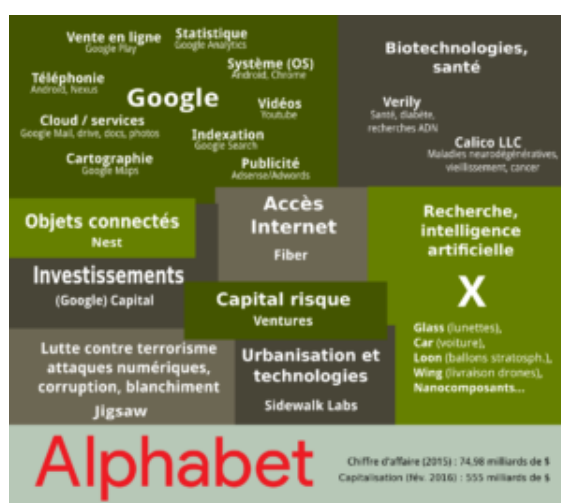 Vente en ligne
Google Play
Statistique
Google Analytics
Système (OS)
Android, Chrome
Téléphonie
Android, Nexus
Google
Vidéos
Youtube
Cloud / services
Google Mail, drive, docs, photos
Indexation
Google Search
Cartographie
Google Maps
Publicité
Adsense/Adwords
Biotechnologies,
santé
Verily
Santé, diabète,
recherches ADN
Calico LLC
Maladies neurodégénératives,
vieillissement, cancer
Objets connectés
Nest
Accès
Internet
Fiber
Recherche,
intelligence
artificielle
X
Glass (lunettes),
Car (voiture),
Loon (ballons stratosph.),
Wing (livraison drones),
Nanocomposants...
Investissements
(Google) Capital
Capital risque
Ventures
Lutte contre terrorisme
attaques numériques,
corruption, blanchiment
Jigsaw
Urbanisation et
technologies
Sidewalk Labs
Alphabet
Chiffre d'affaire (2015) : 74,98 milliards de $
Capitalisation (fév. 2016) : 555 milliards de $